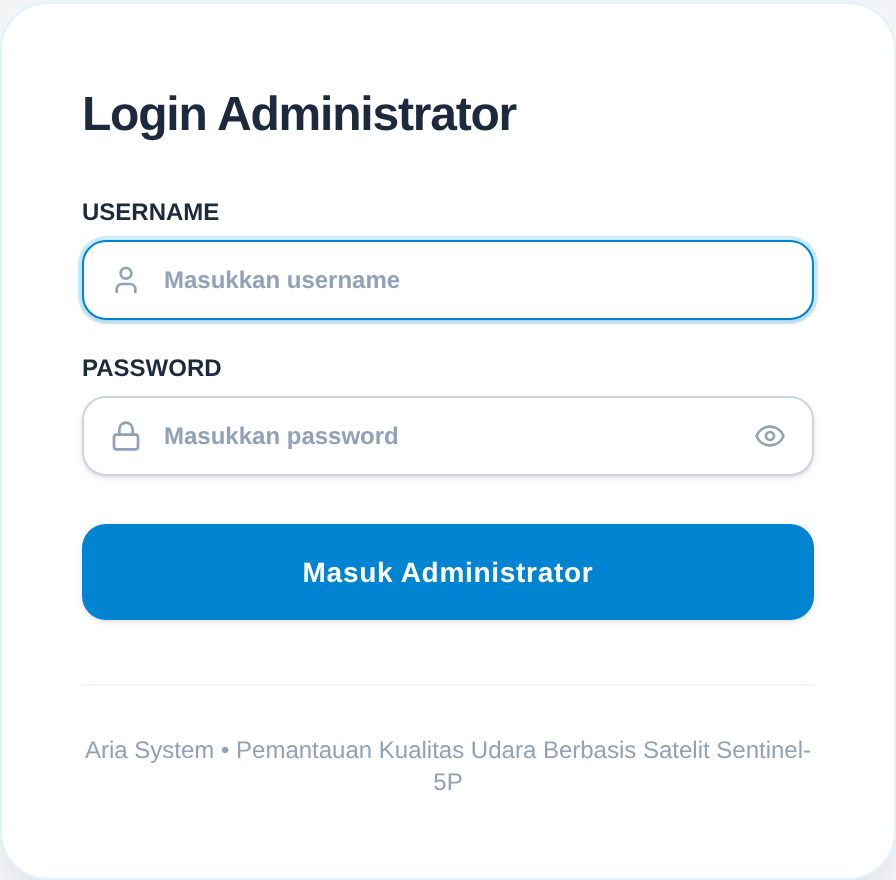 Login Administrator
USERNAME
Masukkan username
PASSWORD
Masukkan password
Masuk Administrator
Aria System • Pemantauan Kualitas Udara Berbasis Satelit Sentinel-
5P